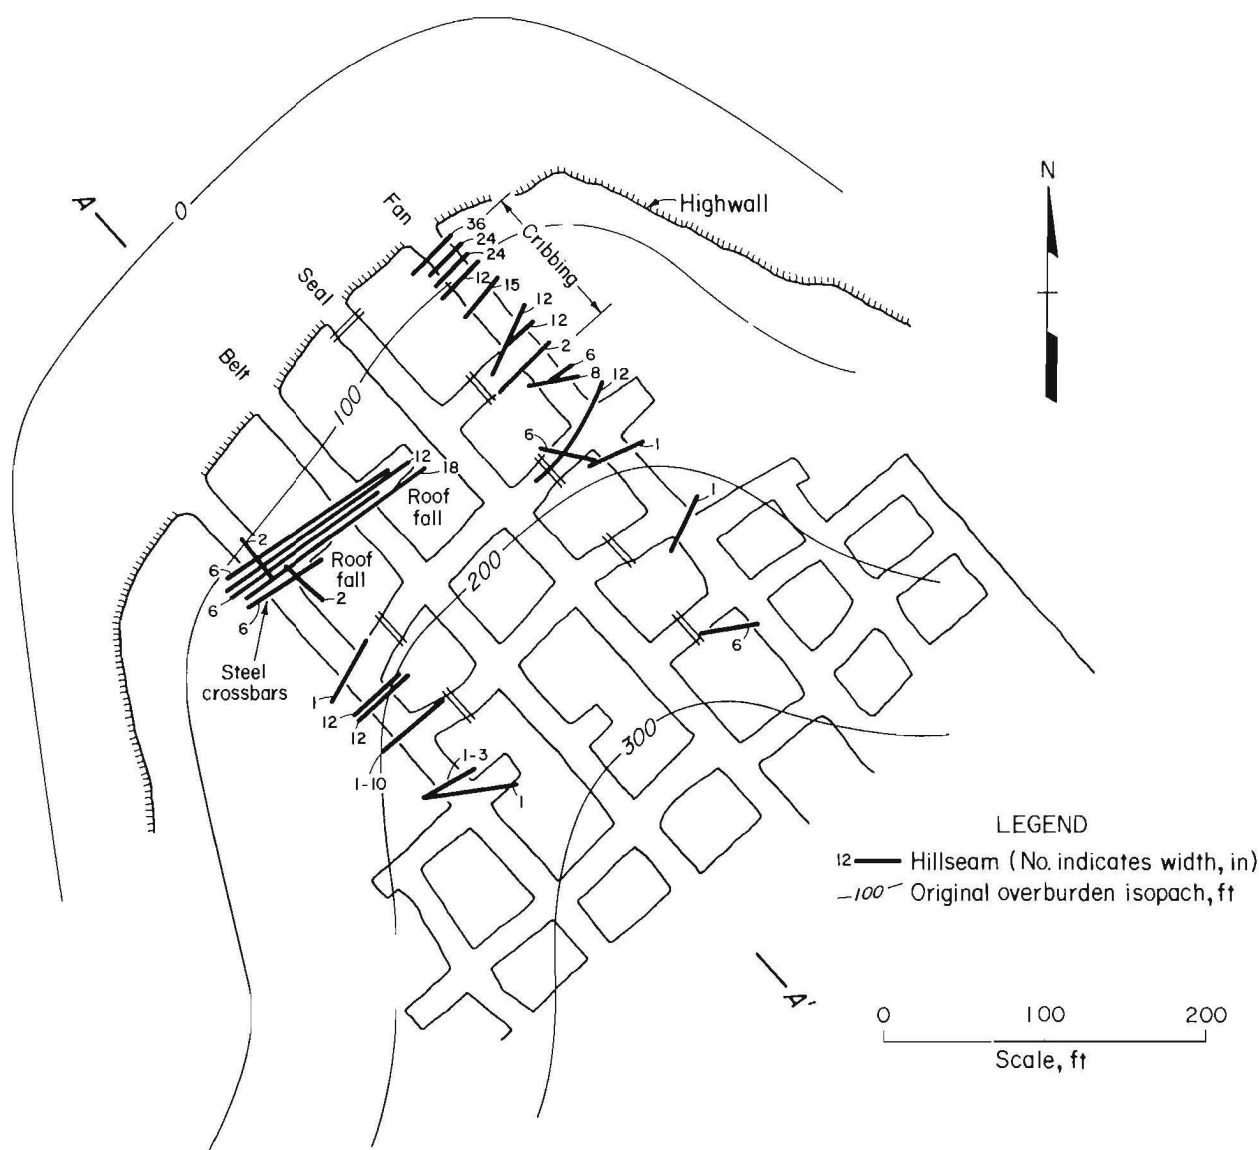 N
Highwall
Fan
36
24
24
Cribbing
A
0
12
15
Seal
12
12
2
6
8
12
Belt
100
6
1
12
18
Roof
fall
1
2
Roof
fall
200
6
6
2
6
6
Steel
crossbars
1
12
12
300
1-3
1-10
1
LEGEND
12 Hillseam (No. indicates width, in)
100 Original overburden isopach, ft
A'
0 100 200
Scale, ft